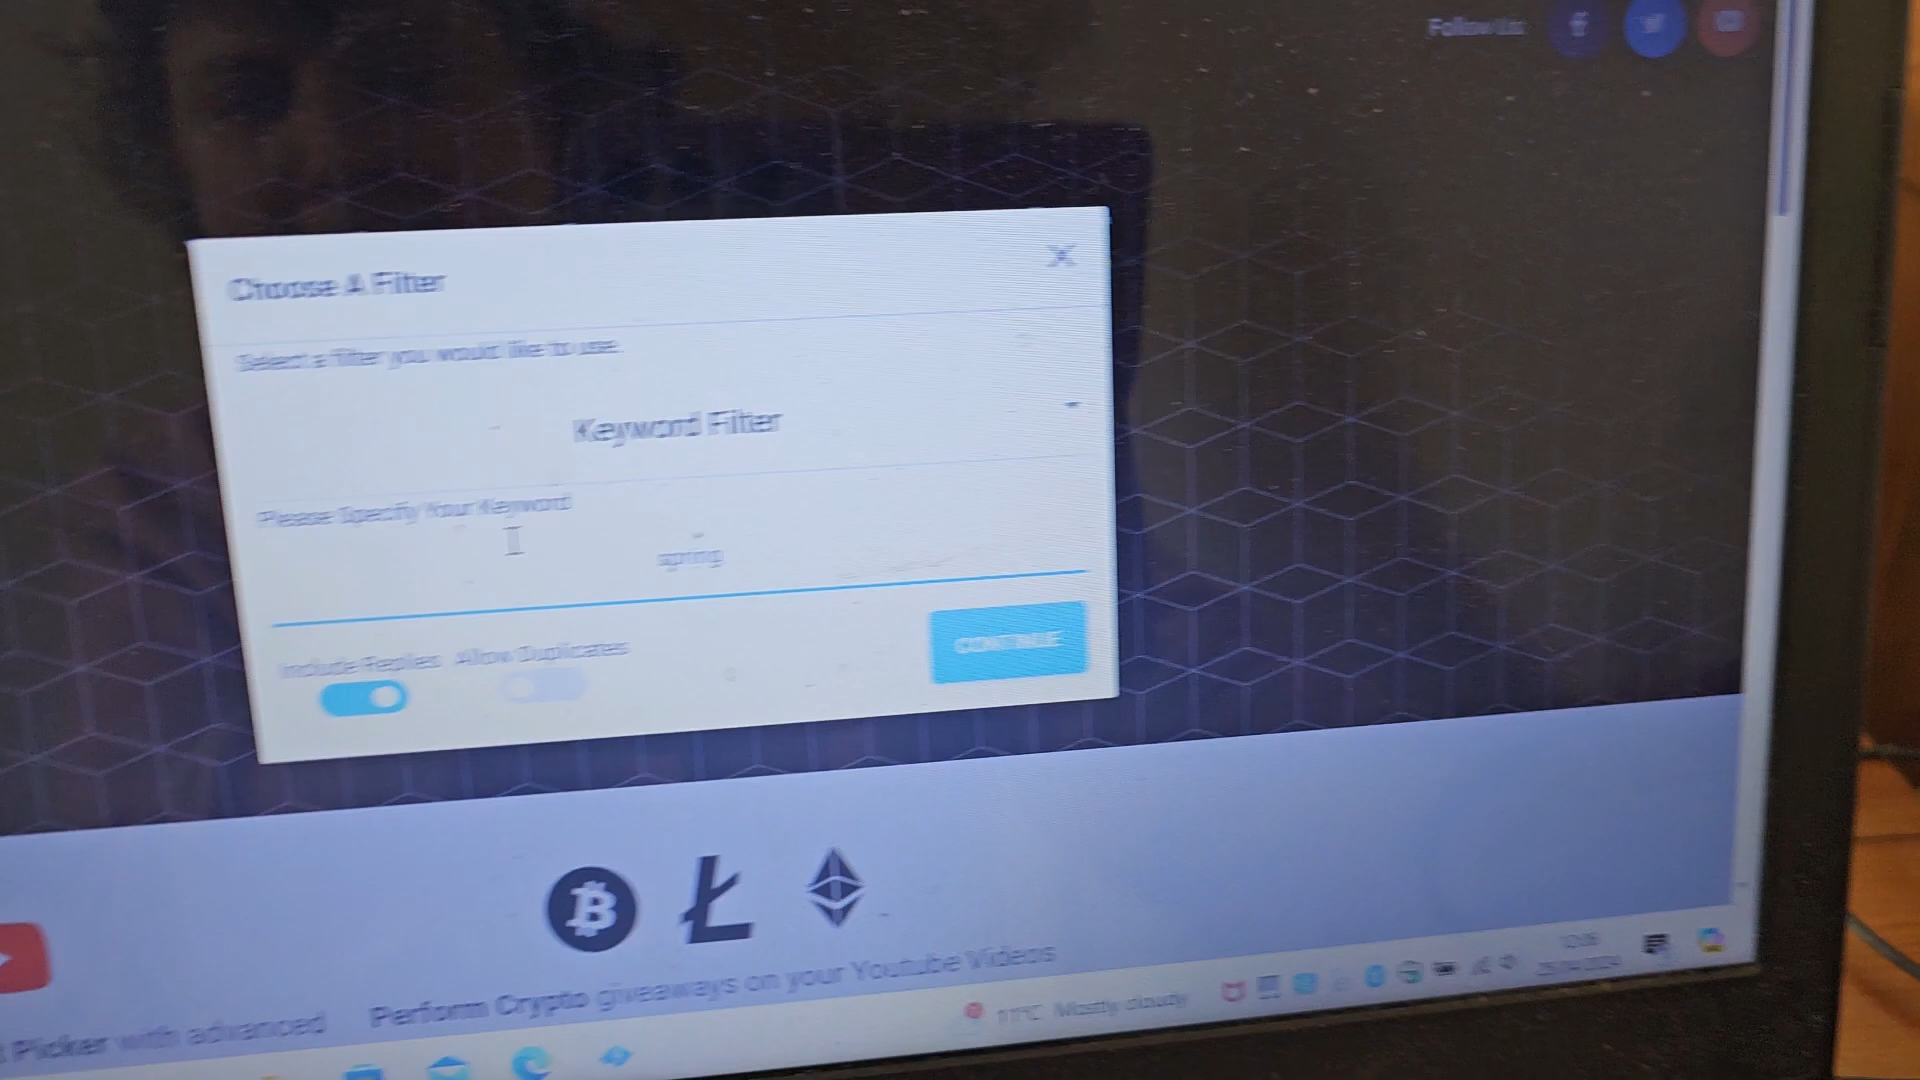 Follow Us:
Choose A Filter
Select a filter you would like to use
Keyword Filter
Please Specify Your Keyword
spring
Include Replies Allow Duplicates
CONTINUE
Picker with advanced
Perform Crypto giveaways on your Youtube Videos
11°C Mostly cloudy